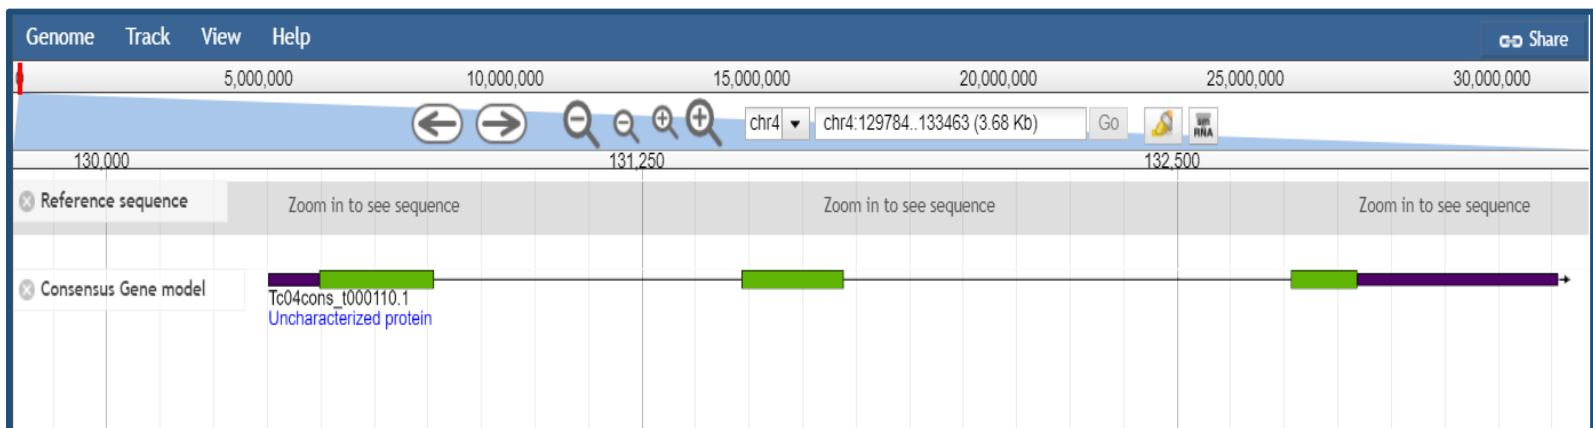 Genome Track View Help Share
0 5,000,000 10,000,000 15,000,000 20,000,000 25,000,000 30,000,000
chr4 chr4:129784..133463 (3.68 Kb) Go sm RNA
130,000 131,250 132,500
Reference sequence Zoom in to see sequence Zoom in to see sequence Zoom in to see sequence
Consensus Gene model
Tc04cons_t000110.1
Uncharacterized protein